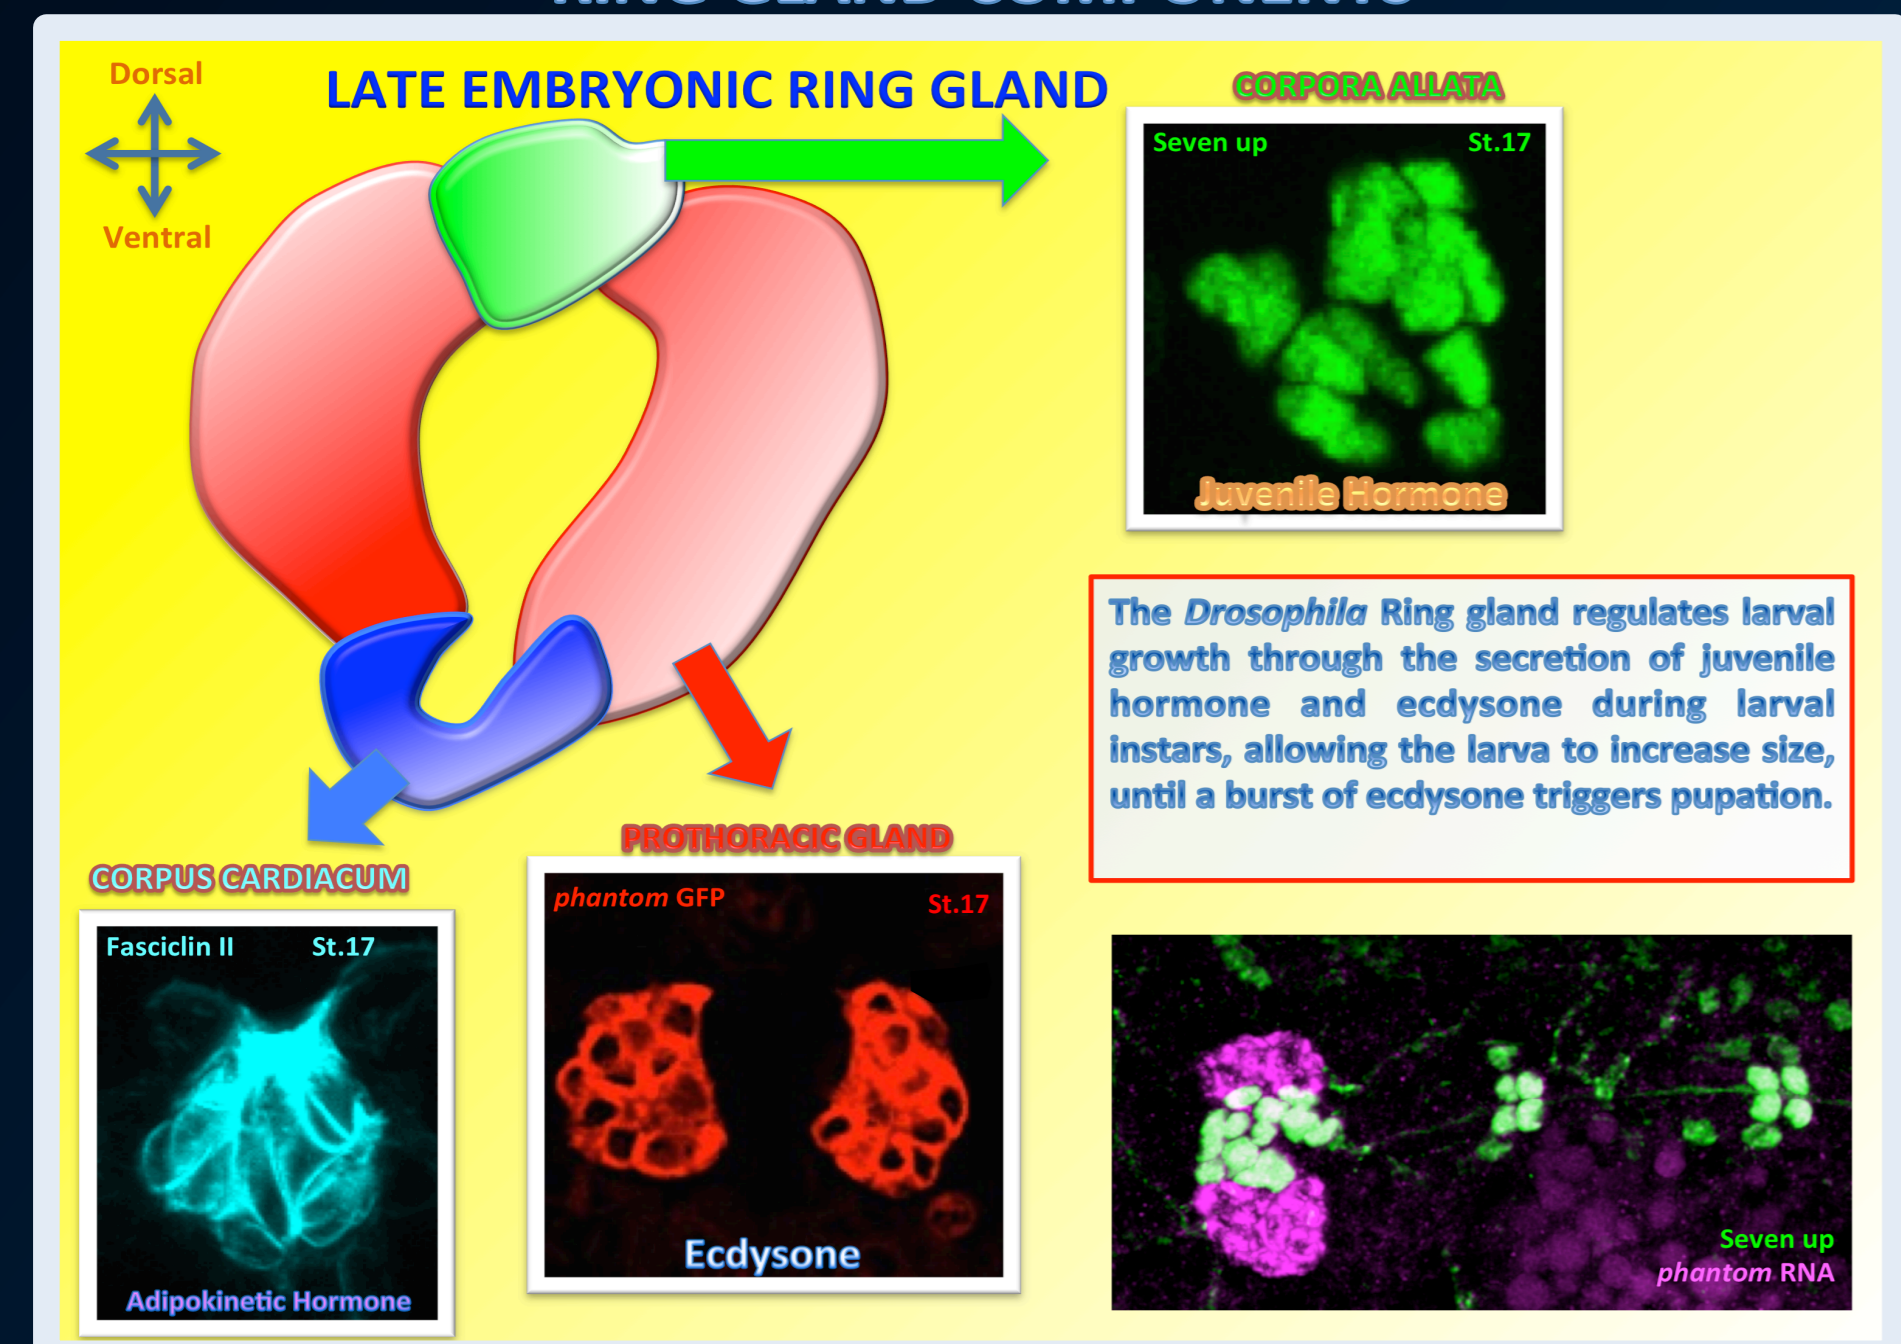 RING GLAND COMPONENTS
Dorsal
Ventral
LATE EMBRYONIC RING GLAND
CORPORA ALLATA
Seven up St.17
Juvenile Hormone
The Drosophila Ring gland regulates larval
growth through the secretion of juvenile
hormone and ecdysone during larval
instars, allowing the larva to increase size,
until a burst of ecdysone triggers pupation.
PROTHORACIC GLAND
phantom GFP St.17
Ecdysone
CORPUS CARDIACUM
Fasciclin II St.17
Adipokinetic Hormone
Seven up
phantom RNA